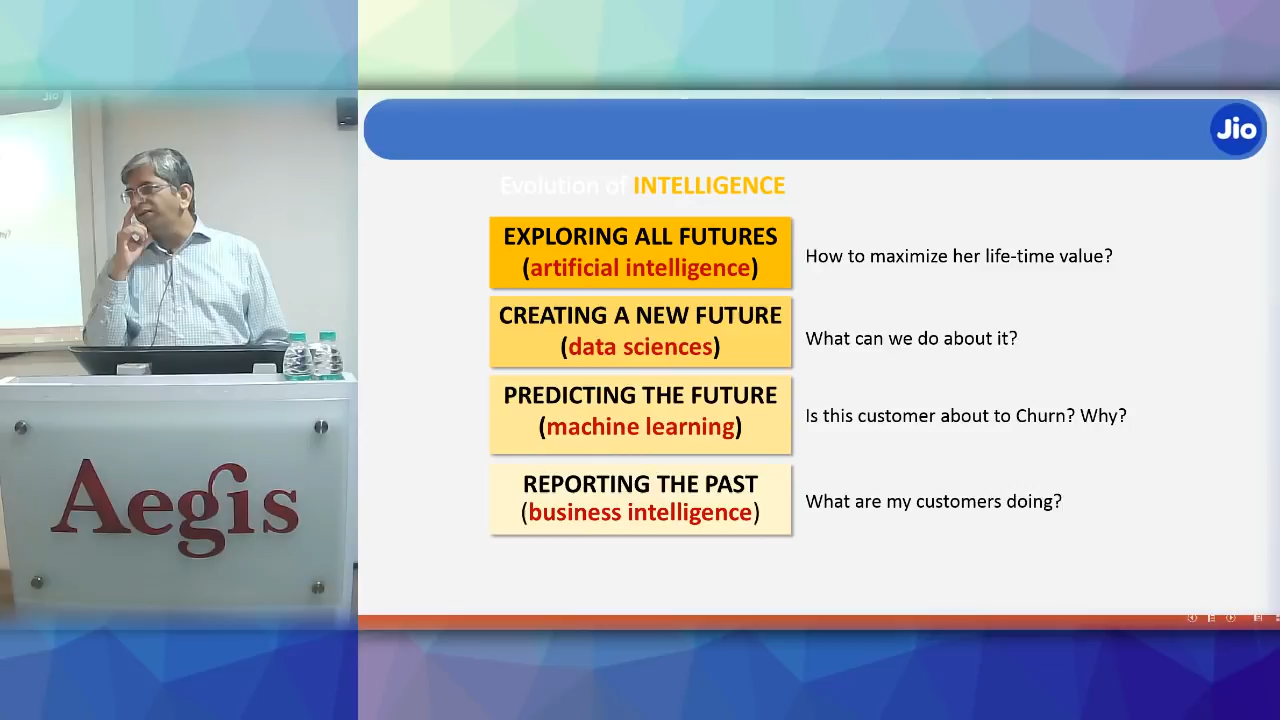 Jio
Evolution of INTELLIGENCE
EXPLORING ALL FUTURES
(artificial intelligence)
How to maximize her life-time value?
CREATING A NEW FUTURE
(data sciences)
What can we do about it?
PREDICTING THE FUTURE
(machine learning)
Is this customer about to Churn? Why?
REPORTING THE PAST
(business intelligence)
What are my customers doing?
Jio
Aegis